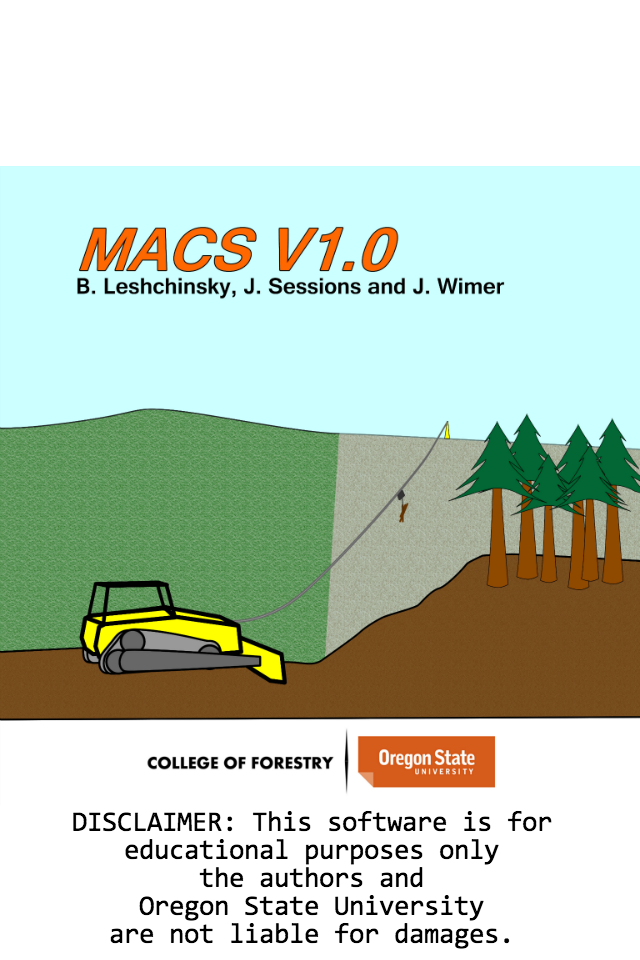 MACS V1.0
B. Leshchinsky, J. Sessions and J. Wimer
COLLEGE OF FORESTRY
Oregon State
UNIVERSITY
DISCLAIMER: This software is for
educational purposes only
the authors and
Oregon State University
are not liable for damages.